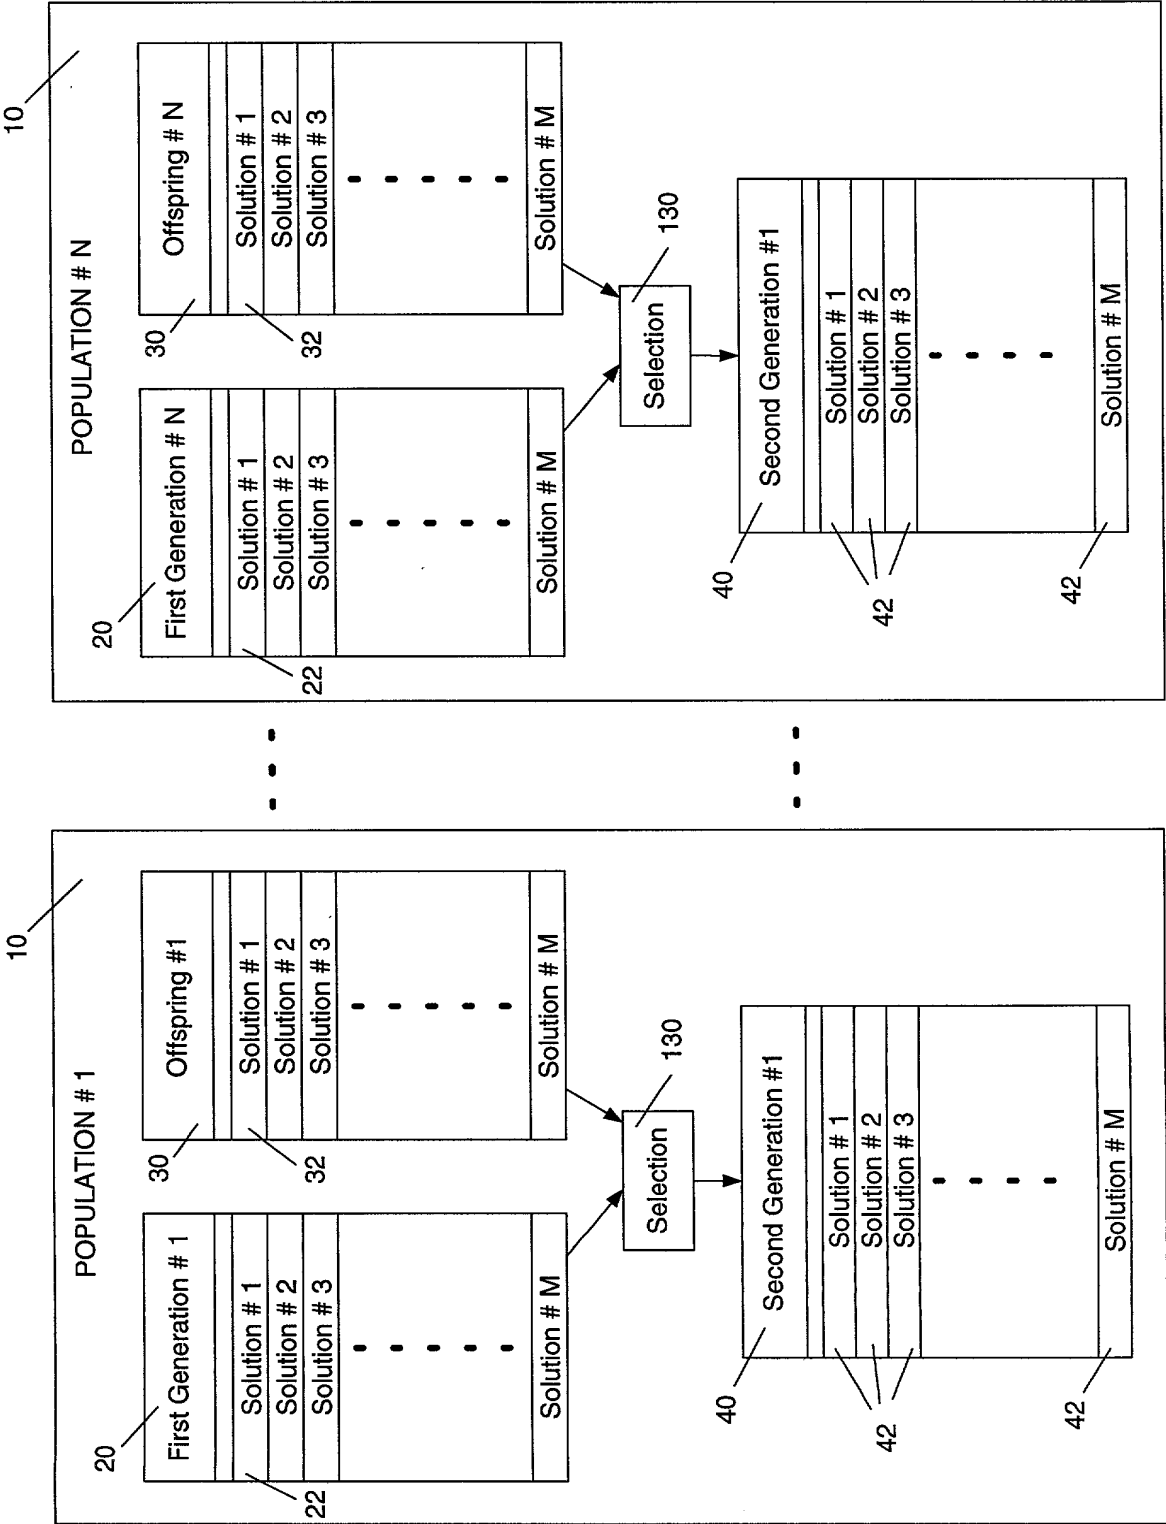 10
POPULATION # 1
20
First Generation # 1
22
Solution # 1
Solution # 2
Solution # 3
Solution # M
30
Offspring #1
32
Solution # 1
Solution # 2
Solution # 3
Solution # M
Selection
130
40
Second Generation #1
42
Solution # 1
Solution # 2
Solution # 3
42
Solution # M
10
POPULATION # N
20
First Generation # N
22
Solution # 1
Solution # 2
Solution # 3
Solution # M
30
Offspring # N
32
Solution # 1
Solution # 2
Solution # 3
Solution # M
Selection
130
40
Second Generation #1
42
Solution # 1
Solution # 2
Solution # 3
42
Solution # M